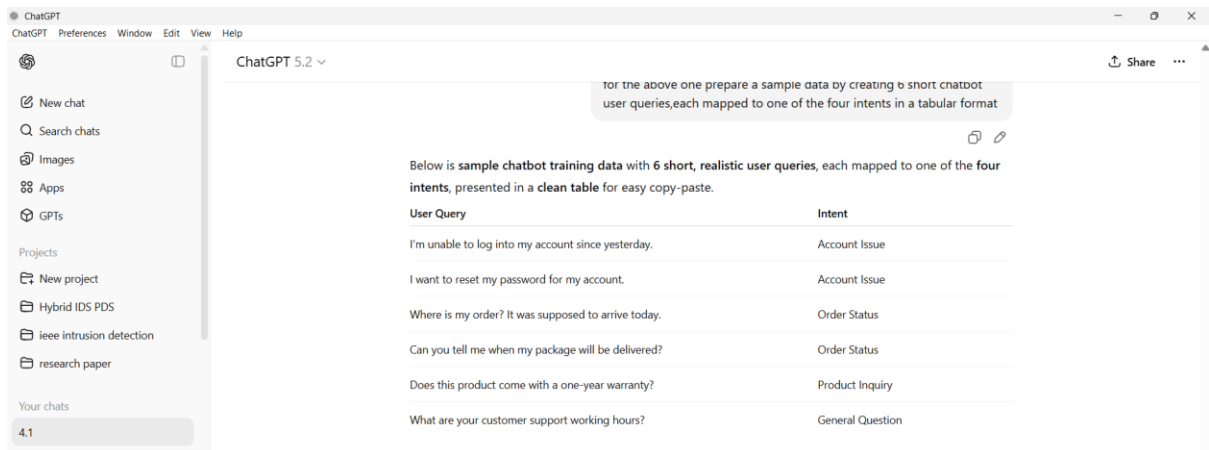 ChatGPT
ChatGPT Preferences Window Edit View Help
ChatGPT 5.2
Share
New chat
Search chats
Images
Apps
GPTs
Projects
New project
Hybrid IDS PDS
ieee intrusion detection
research paper
Your chats
4.1
for the above one prepare a sample data by creating 6 short chatbot
user queries,each mapped to one of the four intents in a tabular format
Below is sample chatbot training data with 6 short, realistic user queries, each mapped to one of the four
intents, presented in a clean table for easy copy-paste.
User Query Intent
I'm unable to log into my account since yesterday. Account Issue
I want to reset my password for my account. Account Issue
Where is my order? It was supposed to arrive today. Order Status
Can you tell me when my package will be delivered? Order Status
Does this product come with a one-year warranty? Product Inquiry
What are your customer support working hours? General Question